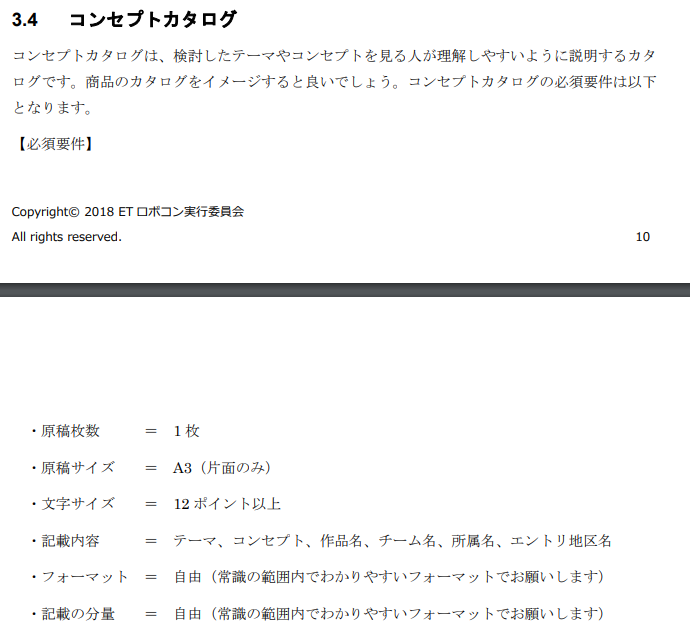 3.4 コンセプトカタログ
コンセプトカタログは、検討したテーマやコンセプトを見る人が理解しやすいように説明するカタ
ログです。商品のカタログをイメージすると良いでしょう。コンセプトカタログの必須要件は以下
となります。
【必須要件】
Copyright© 2018 ET ロボコン実行委員会
All rights reserved. 10
・原稿枚数 ＝ 1 枚
・原稿サイズ ＝ A3（片面のみ）
・文字サイズ ＝ 12 ポイント以上
・記載内容 ＝ テーマ、コンセプト、作品名、チーム名、所属名、エントリ地区名
・フォーマット ＝ 自由（常識の範囲内でわかりやすいフォーマットでお願いします）
・記載の分量 ＝ 自由（常識の範囲内でわかりやすいフォーマットでお願いします）